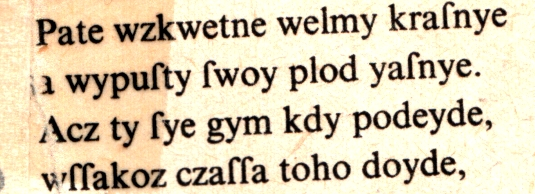 Pate wzkwetne welmy kraſnye
a wypuſty ſwoy plod yaſnye.
Acz ty ſye gym kdy podeyde,
wſſakoz czaſſa toho doyde,